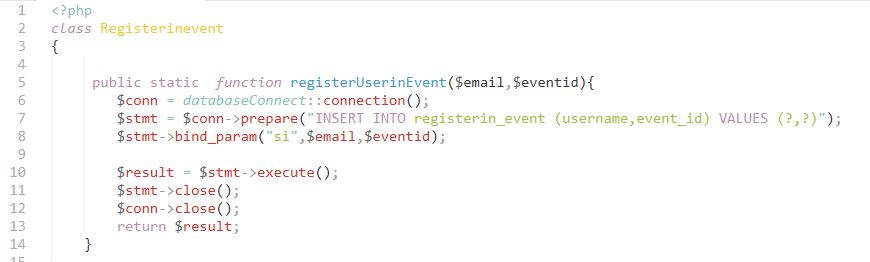 1 <?php
2 class Registerinevent
3 {
4
5 public static  function registerUserinEvent($email,$eventid){
6 $conn = databaseConnect::connection();
7 $stmt = $conn->prepare("INSERT INTO registerin_event (username,event_id) VALUES (?,?)");
8 $stmt->bind_param("si",$email,$eventid);
9
10 $result = $stmt->execute();
11 $stmt->close();
12 $conn->close();
13 return $result;
14 }
15